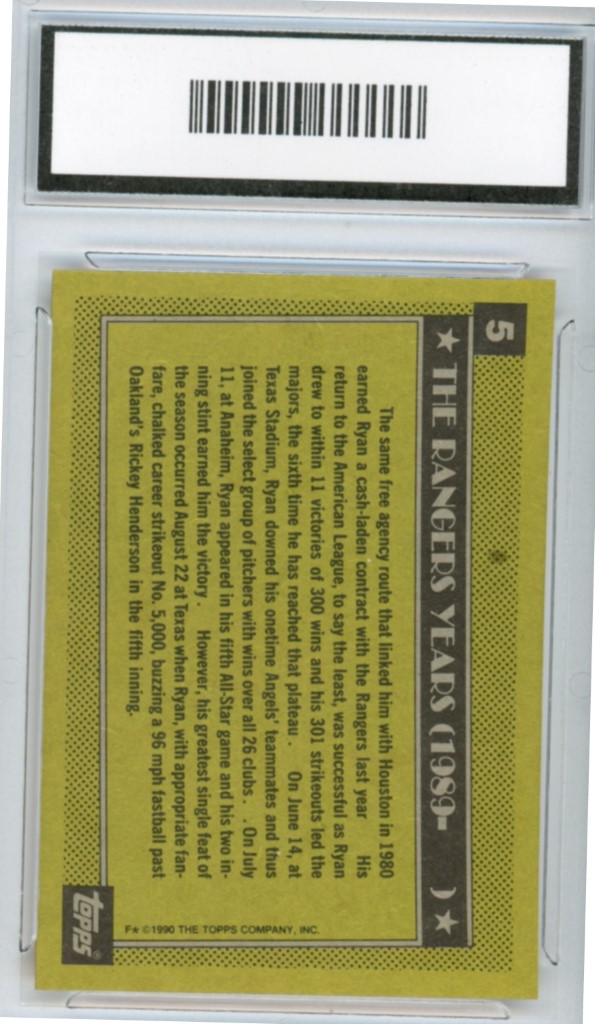 5
★ THE RANGERS YEARS (1989-    ) ★
The same free agency route that linked him with Houston in 1980
earned Ryan a cash-laden contract with the Rangers last year    His
return to the American League, to say the least, was successful as Ryan
drew to within 11 victories of 300 wins and his 301 strikeouts led the
majors, the sixth time he has reached that plateau .    On June 14, at
Texas Stadium, Ryan downed his onetime Angels' teammates and thus
joined the select group of pitchers with wins over all 26 clubs .  . On July
11, at Anaheim, Ryan appeared in his fifth All-Star game and his two in-
ning stint earned him the victory .    However, his greatest single feat of
the season occurred August 22 at Texas when Ryan, with appropriate fan-
fare, chalked career strikeout No. 5,000, buzzing a 96 mph fastball past
Oakland's Rickey Henderson in the fifth inning.
F★ ©1990 THE TOPPS COMPANY, INC.
topps®